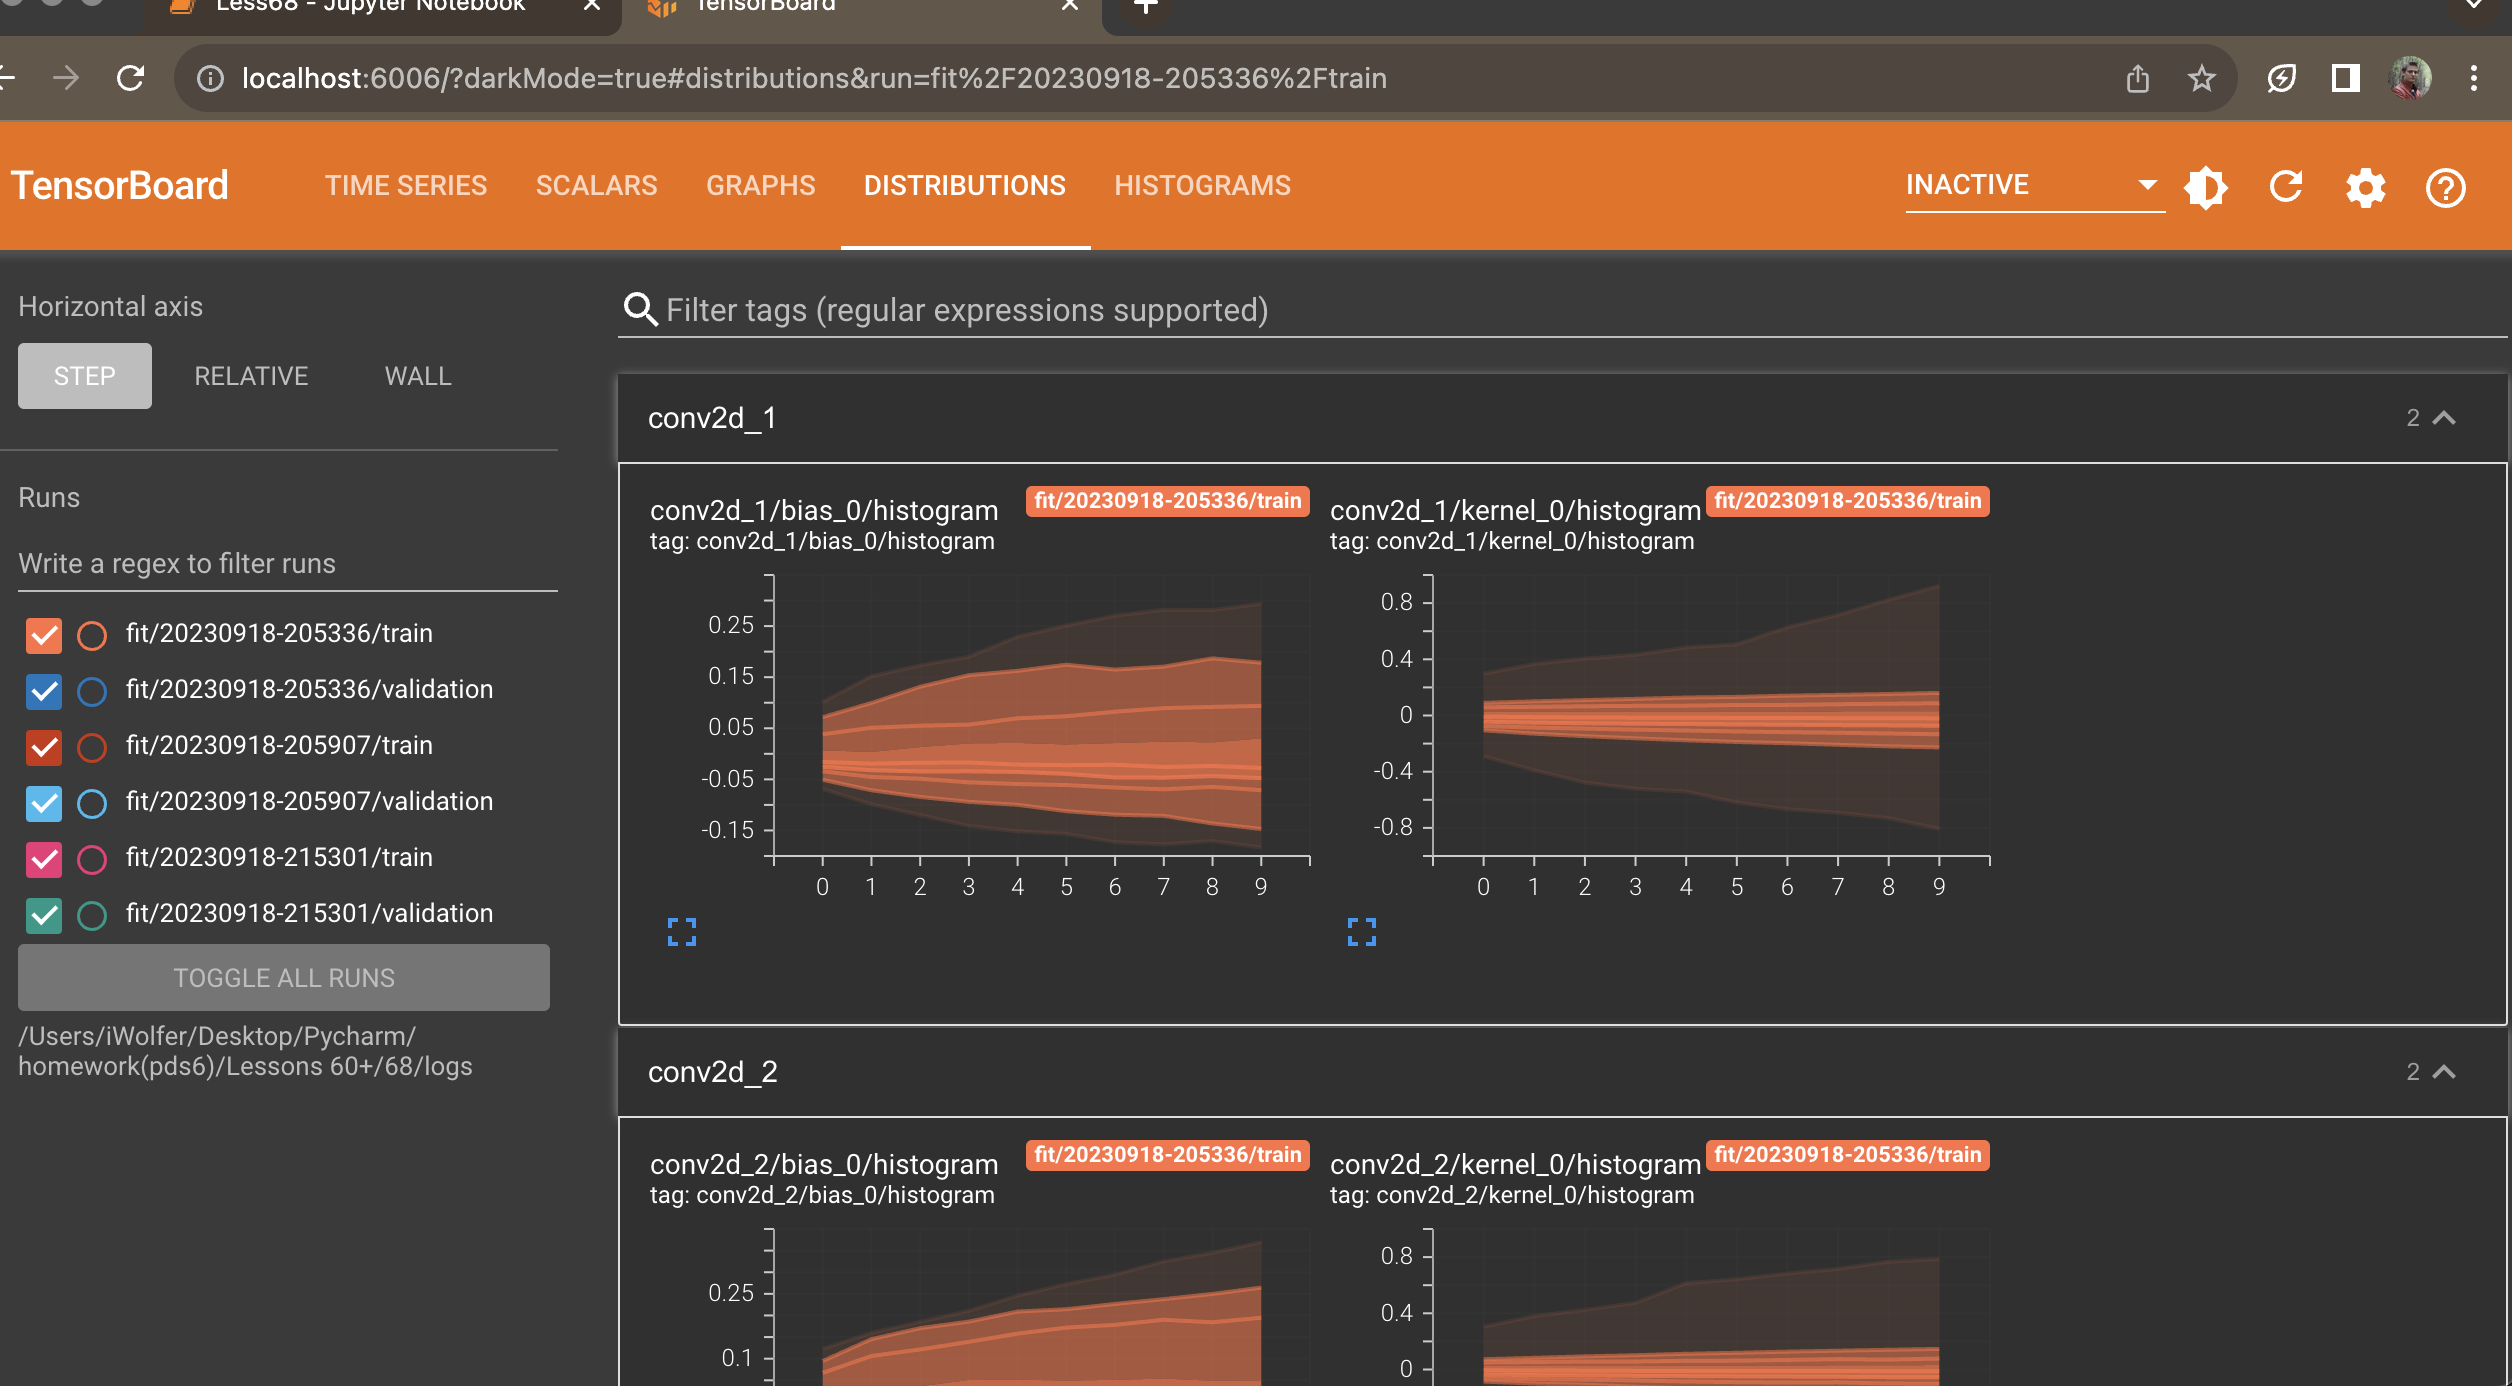 Less68 - Jupyter Notebook
TensorBoard
localhost:6006/?darkMode=true#distributions&run=fit%2F20230918-205336%2Ftrain
TensorBoard
TIME SERIES
SCALARS
GRAPHS
DISTRIBUTIONS
HISTOGRAMS
INACTIVE
Horizontal axis
STEP
RELATIVE
WALL
Runs
Write a regex to filter runs
fit/20230918-205336/train
fit/20230918-205336/validation
fit/20230918-205907/train
fit/20230918-205907/validation
fit/20230918-215301/train
fit/20230918-215301/validation
TOGGLE ALL RUNS
/Users/iWolfer/Desktop/Pycharm/
homework(pds6)/Lessons 60+/68/logs
Filter tags (regular expressions supported)
conv2d_1
2
conv2d_1/bias_0/histogram
fit/20230918-205336/train
tag: conv2d_1/bias_0/histogram
0.25
0.15
0.05
-0.05
-0.15
0 1 2 3 4 5 6 7 8 9
conv2d_1/kernel_0/histogram
fit/20230918-205336/train
tag: conv2d_1/kernel_0/histogram
0.8
0.4
0
-0.4
-0.8
0 1 2 3 4 5 6 7 8 9
conv2d_2
2
conv2d_2/bias_0/histogram
fit/20230918-205336/train
tag: conv2d_2/bias_0/histogram
0.25
0.1
conv2d_2/kernel_0/histogram
fit/20230918-205336/train
tag: conv2d_2/kernel_0/histogram
0.8
0.4
0